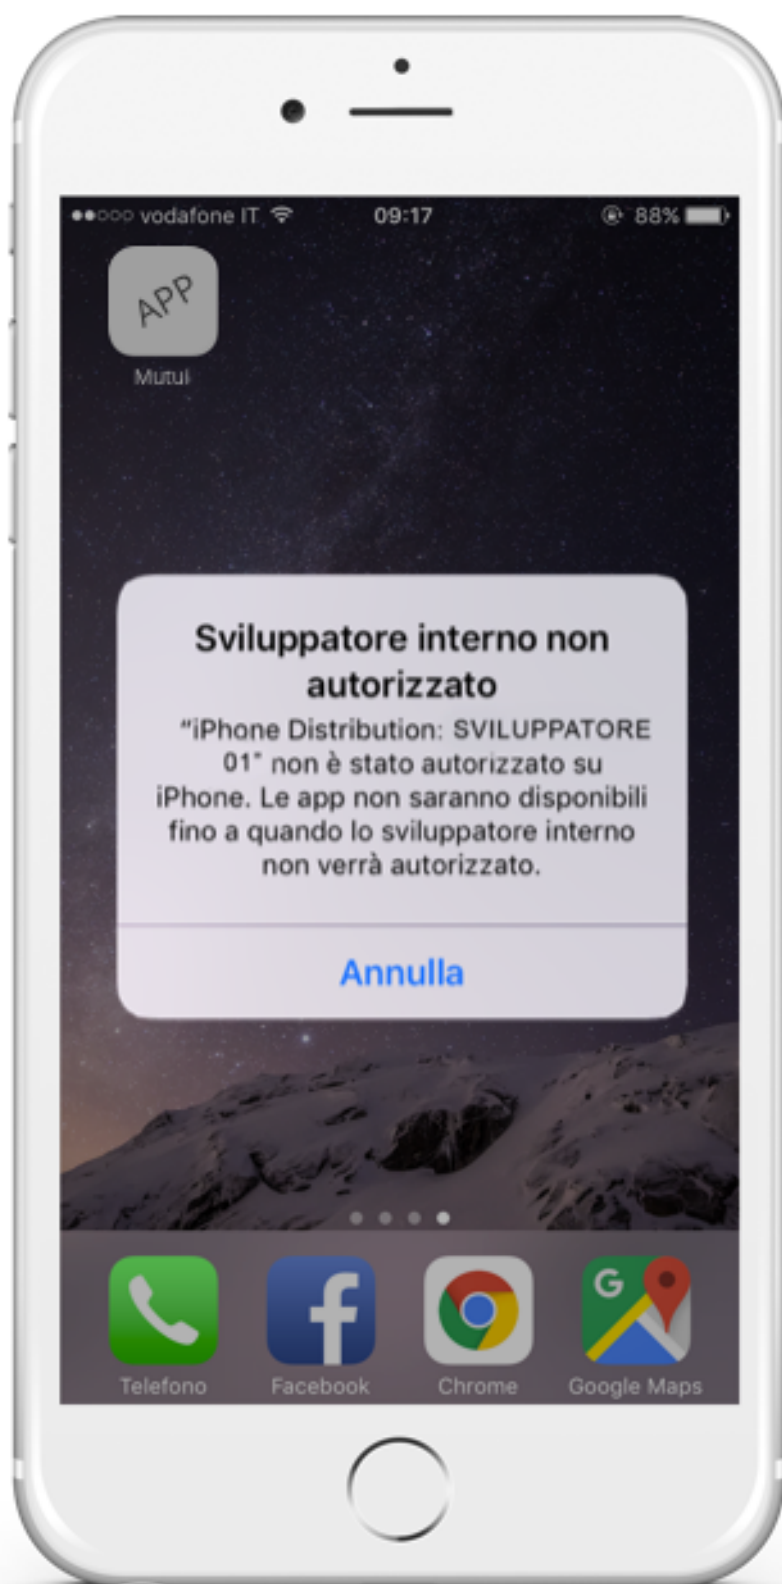 vodafone IT 09:17 88%
APP
Mutui
Sviluppatore interno non
autorizzato
"iPhone Distribution: SVILUPPATORE
01" non è stato autorizzato su
iPhone. Le app non saranno disponibili
fino a quando lo sviluppatore interno
non verrà autorizzato.
Annulla
G
Telefono Facebook Chrome Google Maps